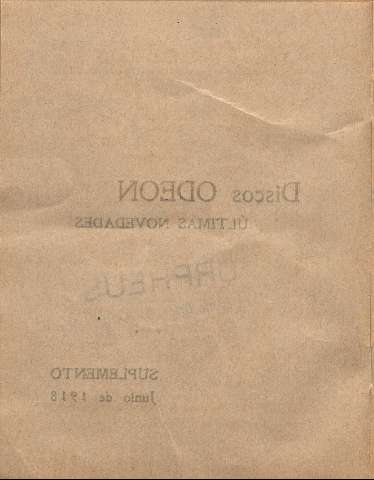 Discos ODEON
ÚLTIMAS NOVEDADES
ORPHEUS
SUPLEMENTO
Junio de 1918